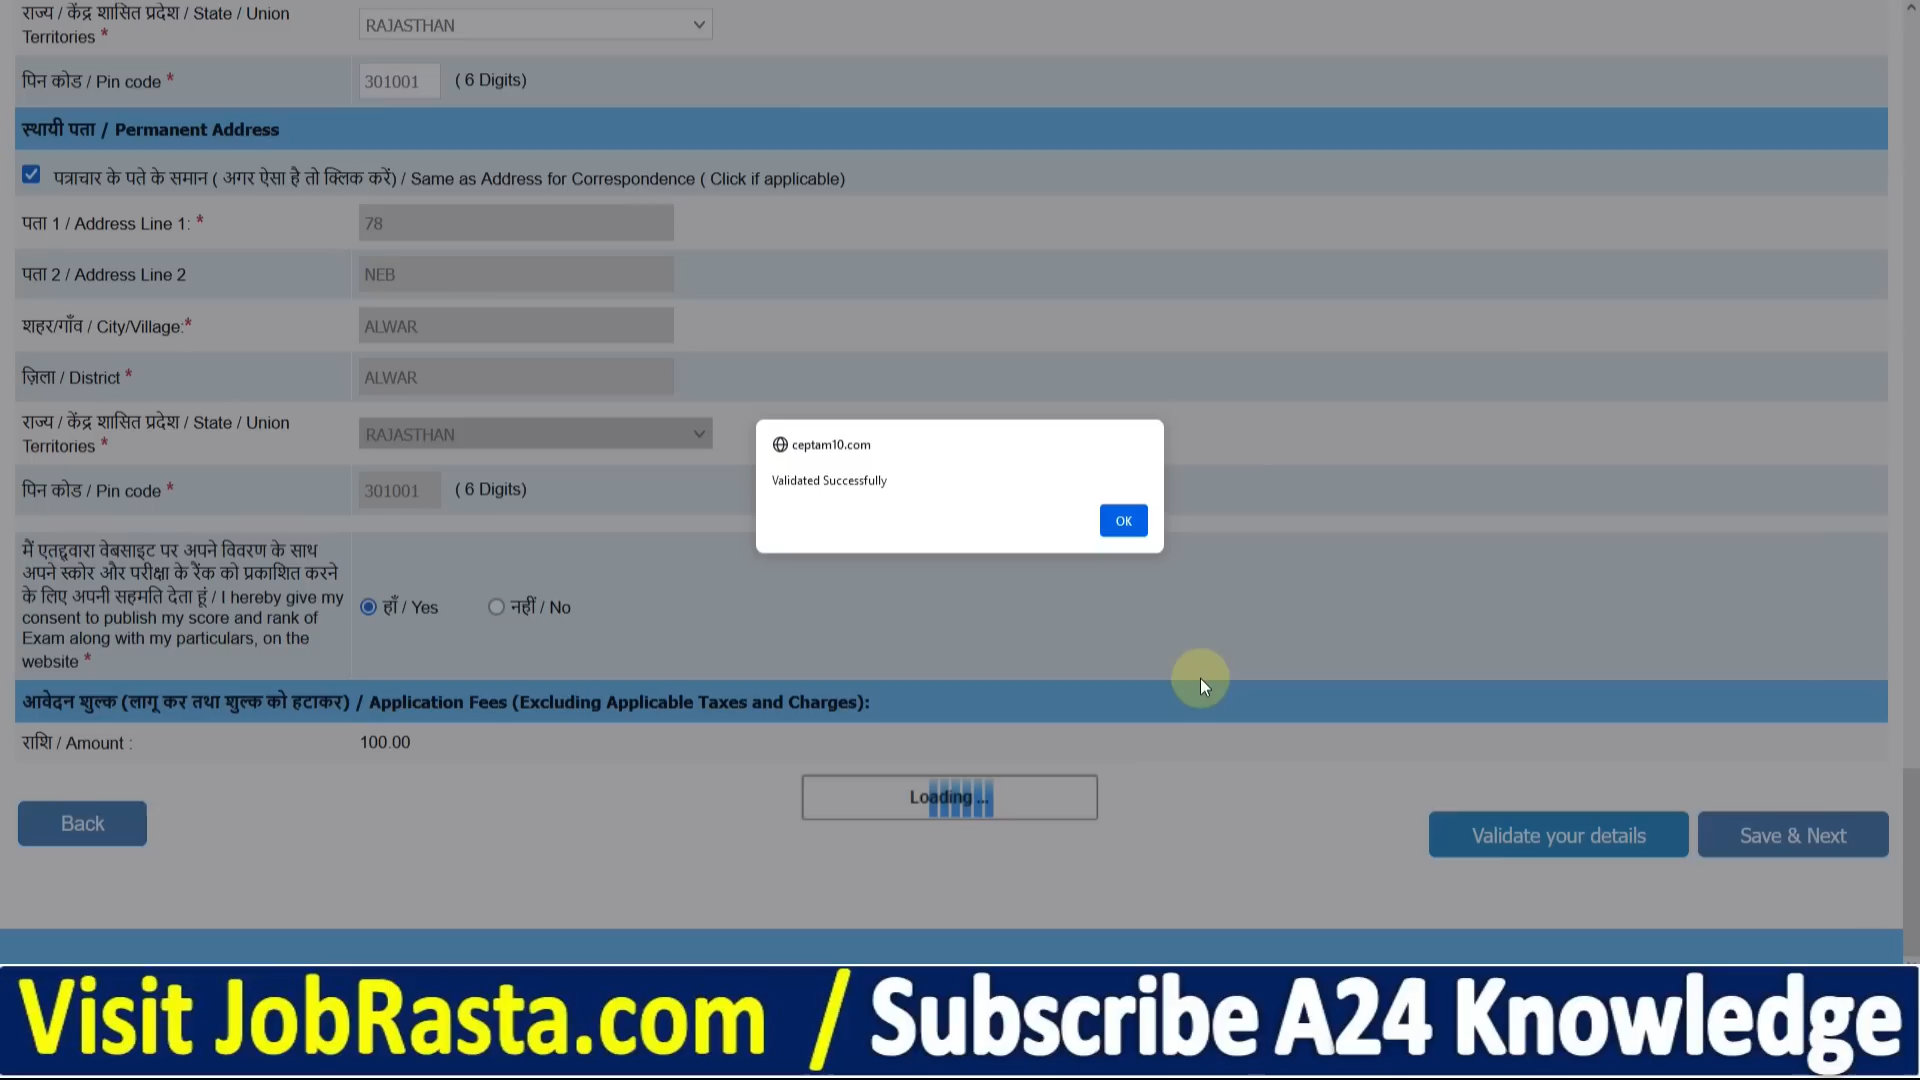 राज्य / केंद्र शासित प्रदेश / State / Union
Territories *
RAJASTHAN
पिन कोड / Pin code *
301001
( 6 Digits)
स्थायी पता / Permanent Address
पत्राचार के पते के समान ( अगर ऐसा है तो क्लिक करें) / Same as Address for Correspondence ( Click if applicable)
पता 1 / Address Line 1: *
78
पता 2 / Address Line 2
NEB
शहर/गाँव / City/Village:*
ALWAR
ज़िला / District *
ALWAR
राज्य / केंद्र शासित प्रदेश / State / Union
Territories *
RAJASTHAN
पिन कोड / Pin code *
301001
( 6 Digits)
ceptam10.com
Validated Successfully
OK
मैं एतद्द्वारा वेबसाइट पर अपने विवरण के साथ
अपने स्कोर और परीक्षा के रैंक को प्रकाशित करने
के लिए अपनी सहमति देता हूं / I hereby give my
consent to publish my score and rank of
Exam along with my particulars, on the
website *
हाँ / Yes
नहीं / No
आवेदन शुल्क (लागू कर तथा शुल्क को हटाकर) / Application Fees (Excluding Applicable Taxes and Charges):
राशि / Amount :
100.00
Loading ...
Back
Validate your details
Save & Next
Visit JobRasta.com / Subscribe A24 Knowledge